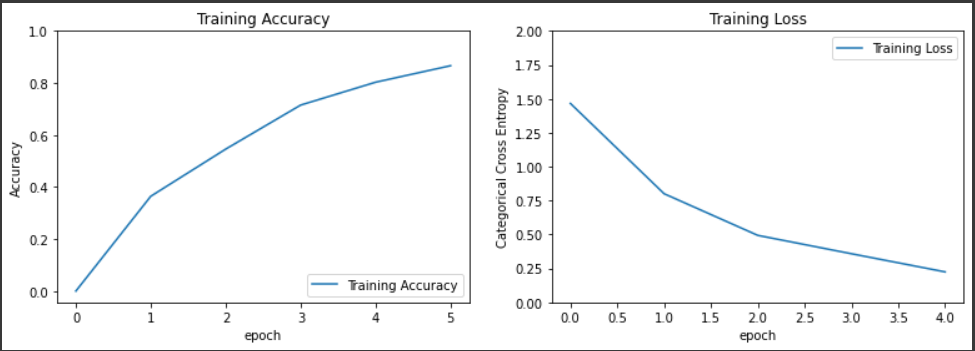 Training Accuracy
1.0
0.8
0.6
0.4
0.2
0.0
Accuracy
Training Accuracy
0 1 2 3 4 5
epoch
Training Loss
2.00
1.75
1.50
1.25
1.00
0.75
0.50
0.25
0.00
Categorical Cross Entropy
Training Loss
0.0 0.5 1.0 1.5 2.0 2.5 3.0 3.5 4.0
epoch